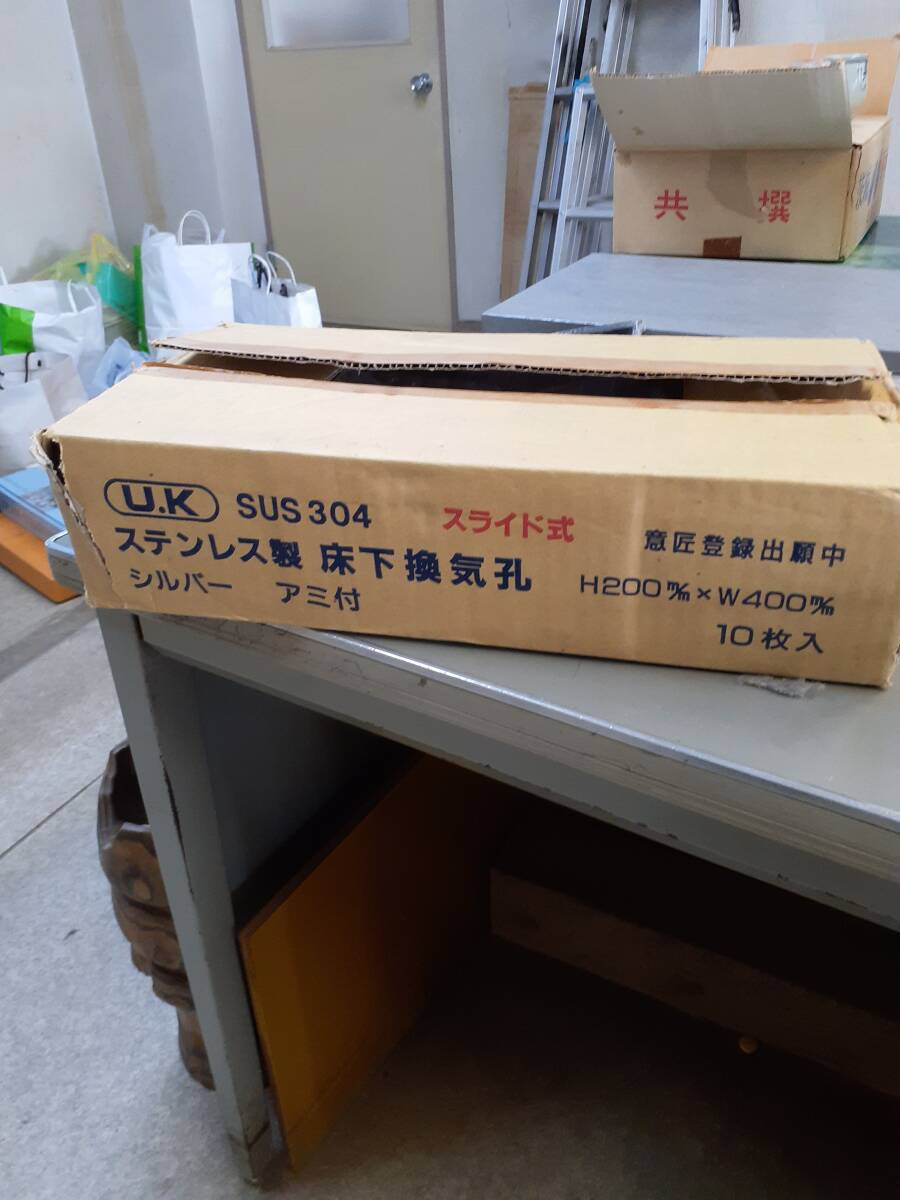 共 撰
U.K SUS304 スライド式 意匠登録出願中
ステンレス製 床下換気孔
シルバー アミ付 H200㎜×W400㎜
10枚入